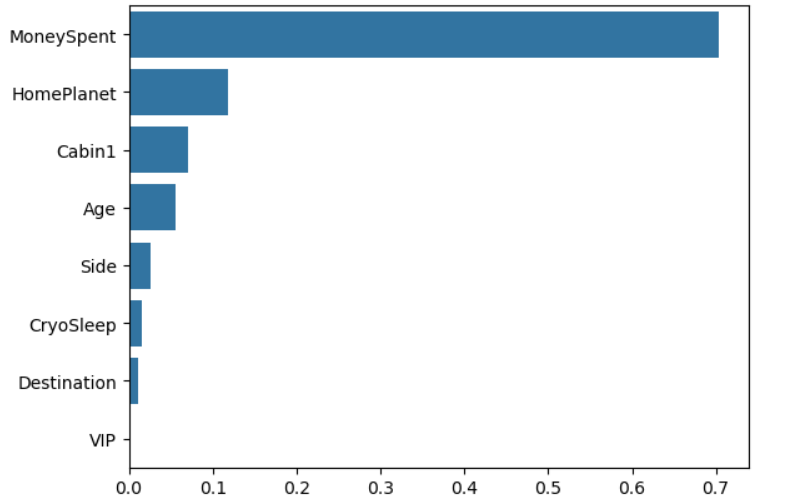 MoneySpent
HomePlanet
Cabin1
Age
Side
CryoSleep
Destination
VIP
0.0 0.1 0.2 0.3 0.4 0.5 0.6 0.7